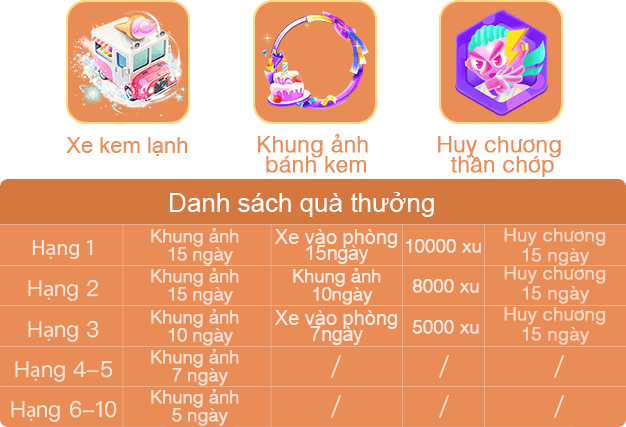 Xe kem lạnh
Khung ảnh
bánh kem
Huy chương
thần chớp
Danh sách quà thưởng
Hạng 1
Khung ảnh
15 ngày
Xe vào phòng
15ngày
10000 xu
Huy chương
15 ngày
Hạng 2
Khung ảnh
15 ngày
Khung ảnh
10ngày
8000 xu
Huy chương
15 ngày
Hạng 3
Khung ảnh
10 ngày
Xe vào phòng
7ngày
5000 xu
Huy chương
15 ngày
Hạng 4–5
Khung ảnh
7 ngày
/
/
/
Hạng 6–10
Khung ảnh
5 ngày
/
/
/